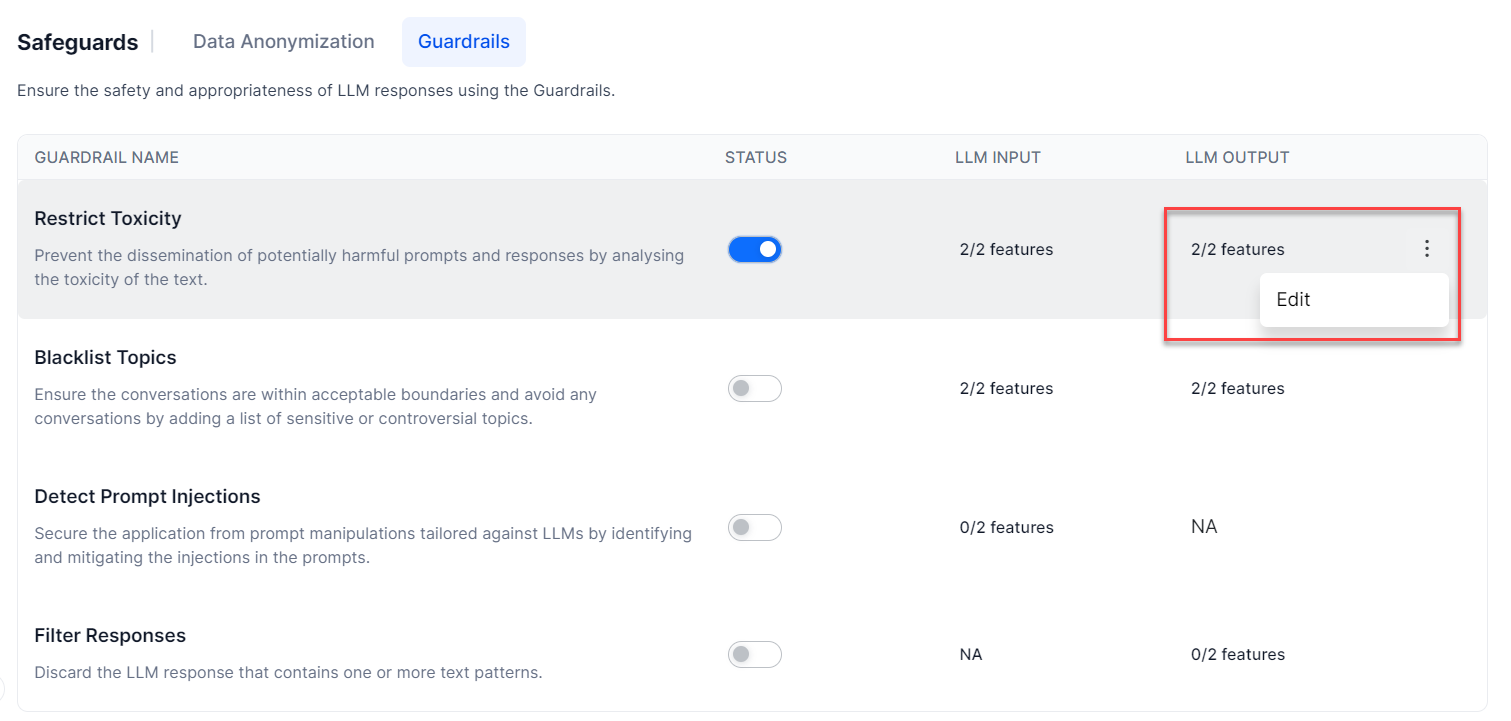 Safeguards
Data Anonymization
Guardrails
Ensure the safety and appropriateness of LLM responses using the Guardrails.
GUARDRAIL NAME
STATUS
LLM INPUT
LLM OUTPUT
Restrict Toxicity
Prevent the dissemination of potentially harmful prompts and responses by analysing
the toxicity of the text.
2/2 features
2/2 features
Edit
Blacklist Topics
Ensure the conversations are within acceptable boundaries and avoid any
conversations by adding a list of sensitive or controversial topics.
2/2 features
2/2 features
Detect Prompt Injections
Secure the application from prompt manipulations tailored against LLMs by identifying
and mitigating the injections in the prompts.
0/2 features
NA
Filter Responses
Discard the LLM response that contains one or more text patterns.
NA
0/2 features